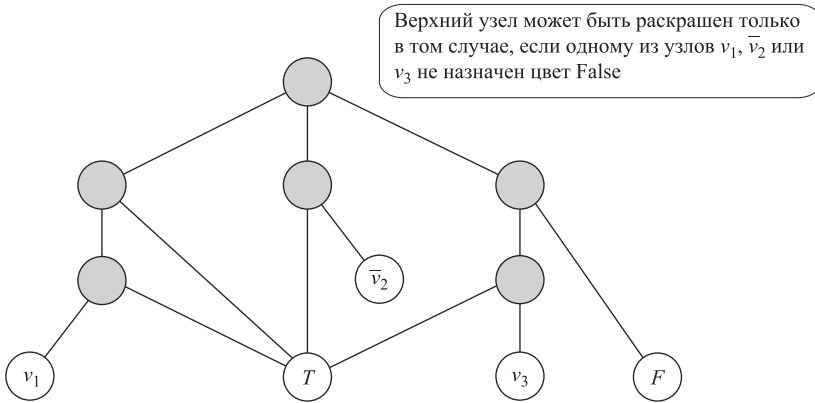 Верхний узел может быть раскрашен только
в том случае, если одному из узлов v₁, v̅₂ или
v₃ не назначен цвет False
v̅₂
v₁
T
v₃
F